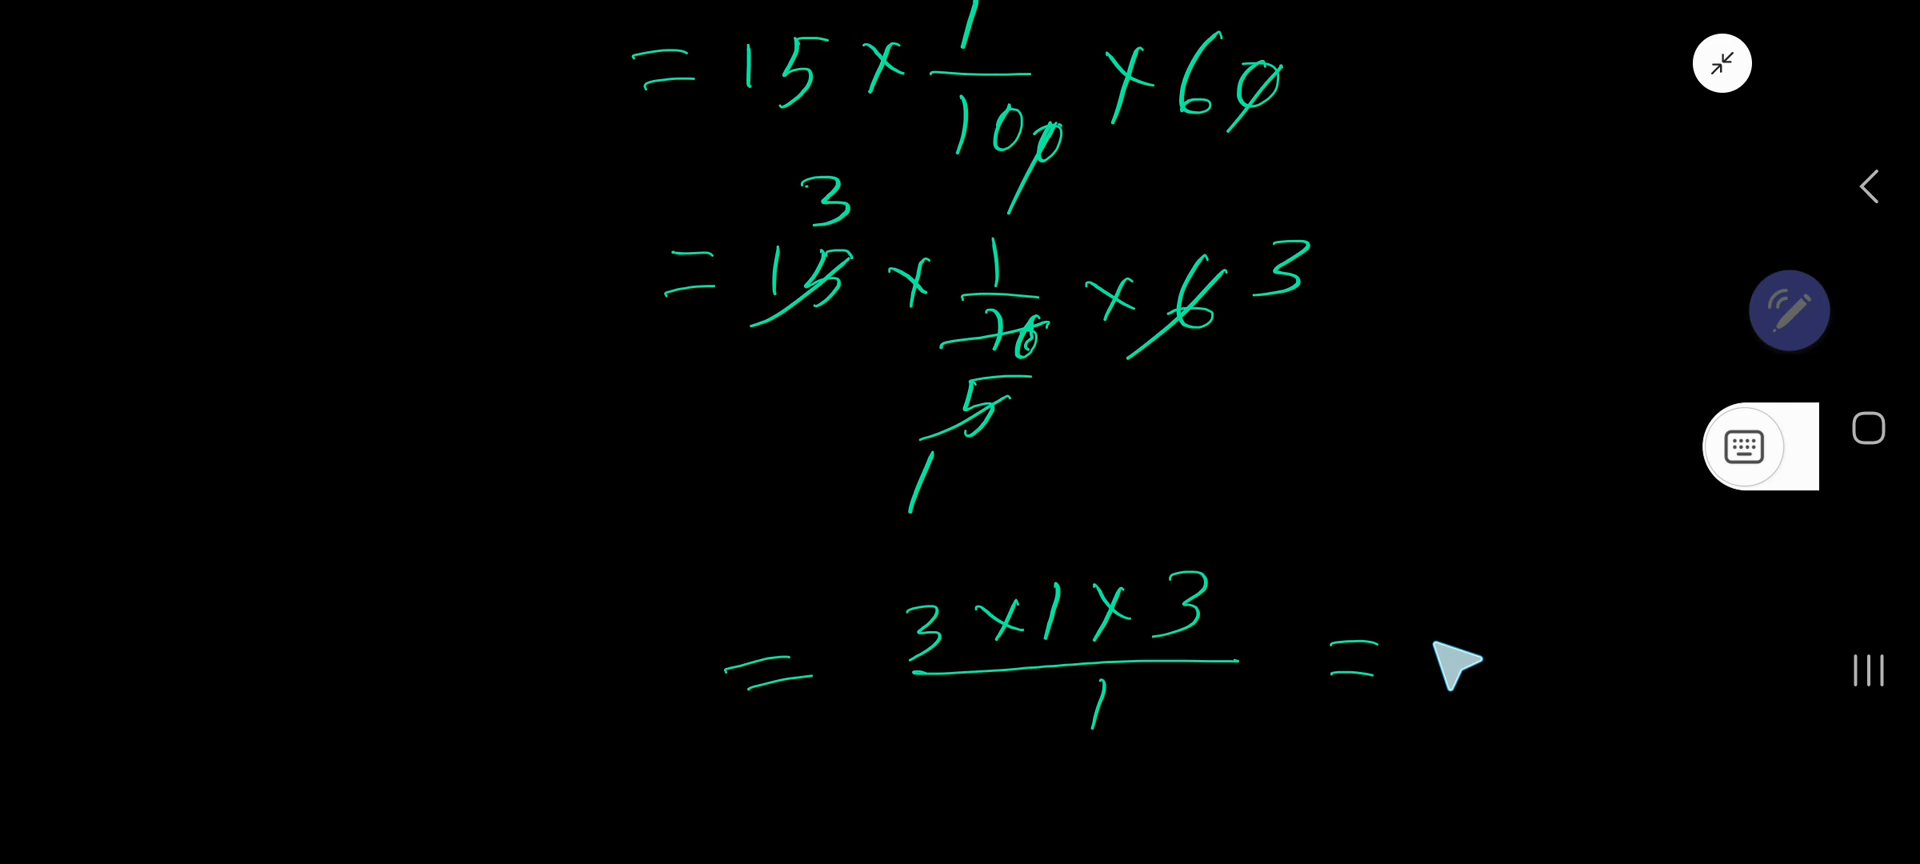 = 15 × 1/100 × 60
3
= 15 × 1/10 × 6 3
5
1
= 3 × 1 × 3 / 1 =